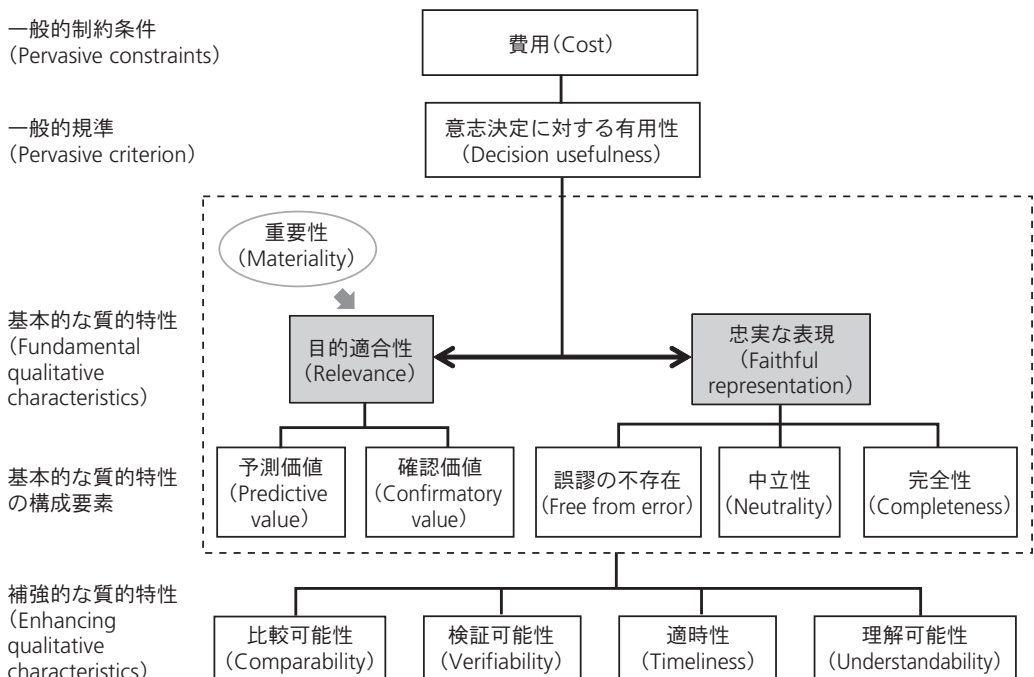 一般的制約条件
(Pervasive constraints)
費用(Cost)
一般的規準
(Pervasive criterion)
意志決定に対する有用性
(Decision usefulness)
重要性
(Materiality)
基本的な質的特性
(Fundamental
qualitative
characteristics)
目的適合性
(Relevance)
忠実な表現
(Faithful
representation)
基本的な質的特性
の構成要素
予測価値
(Predictive
value)
確認価値
(Confirmatory
value)
誤謬の不存在
(Free from error)
中立性
(Neutrality)
完全性
(Completeness)
補強的な質的特性
(Enhancing
qualitative
characteristics)
比較可能性
(Comparability)
検証可能性
(Verifiability)
適時性
(Timeliness)
理解可能性
(Understandability)